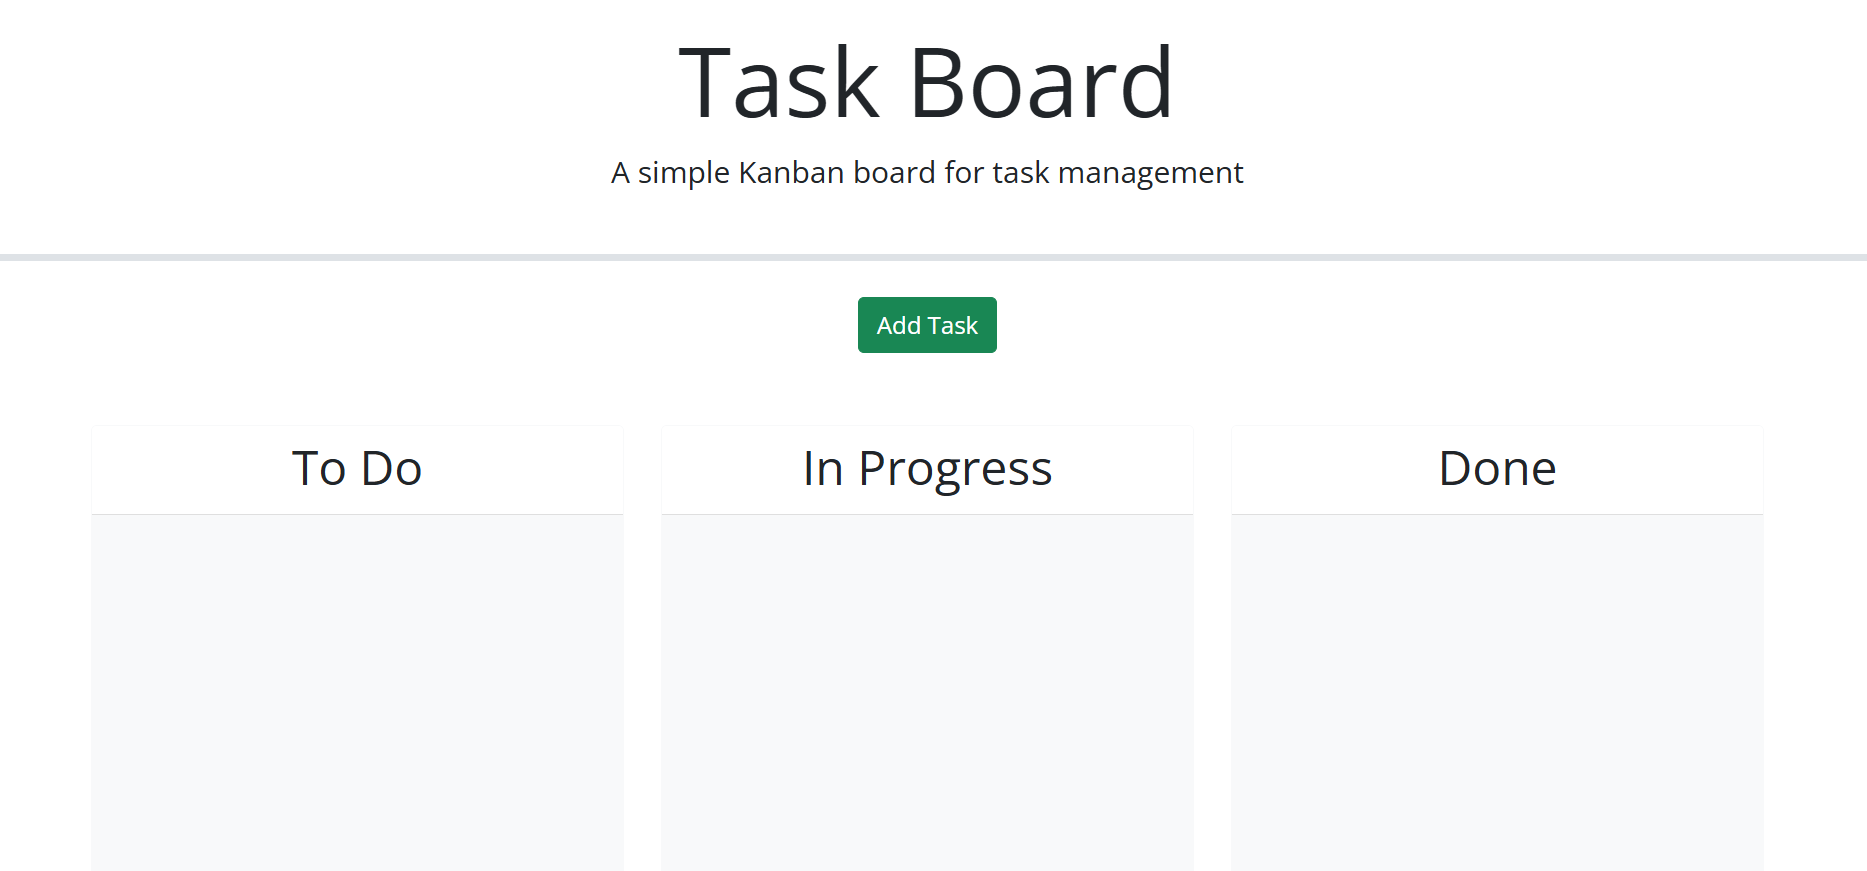 Task Board
A simple Kanban board for task management
Add Task
To Do
In Progress
Done